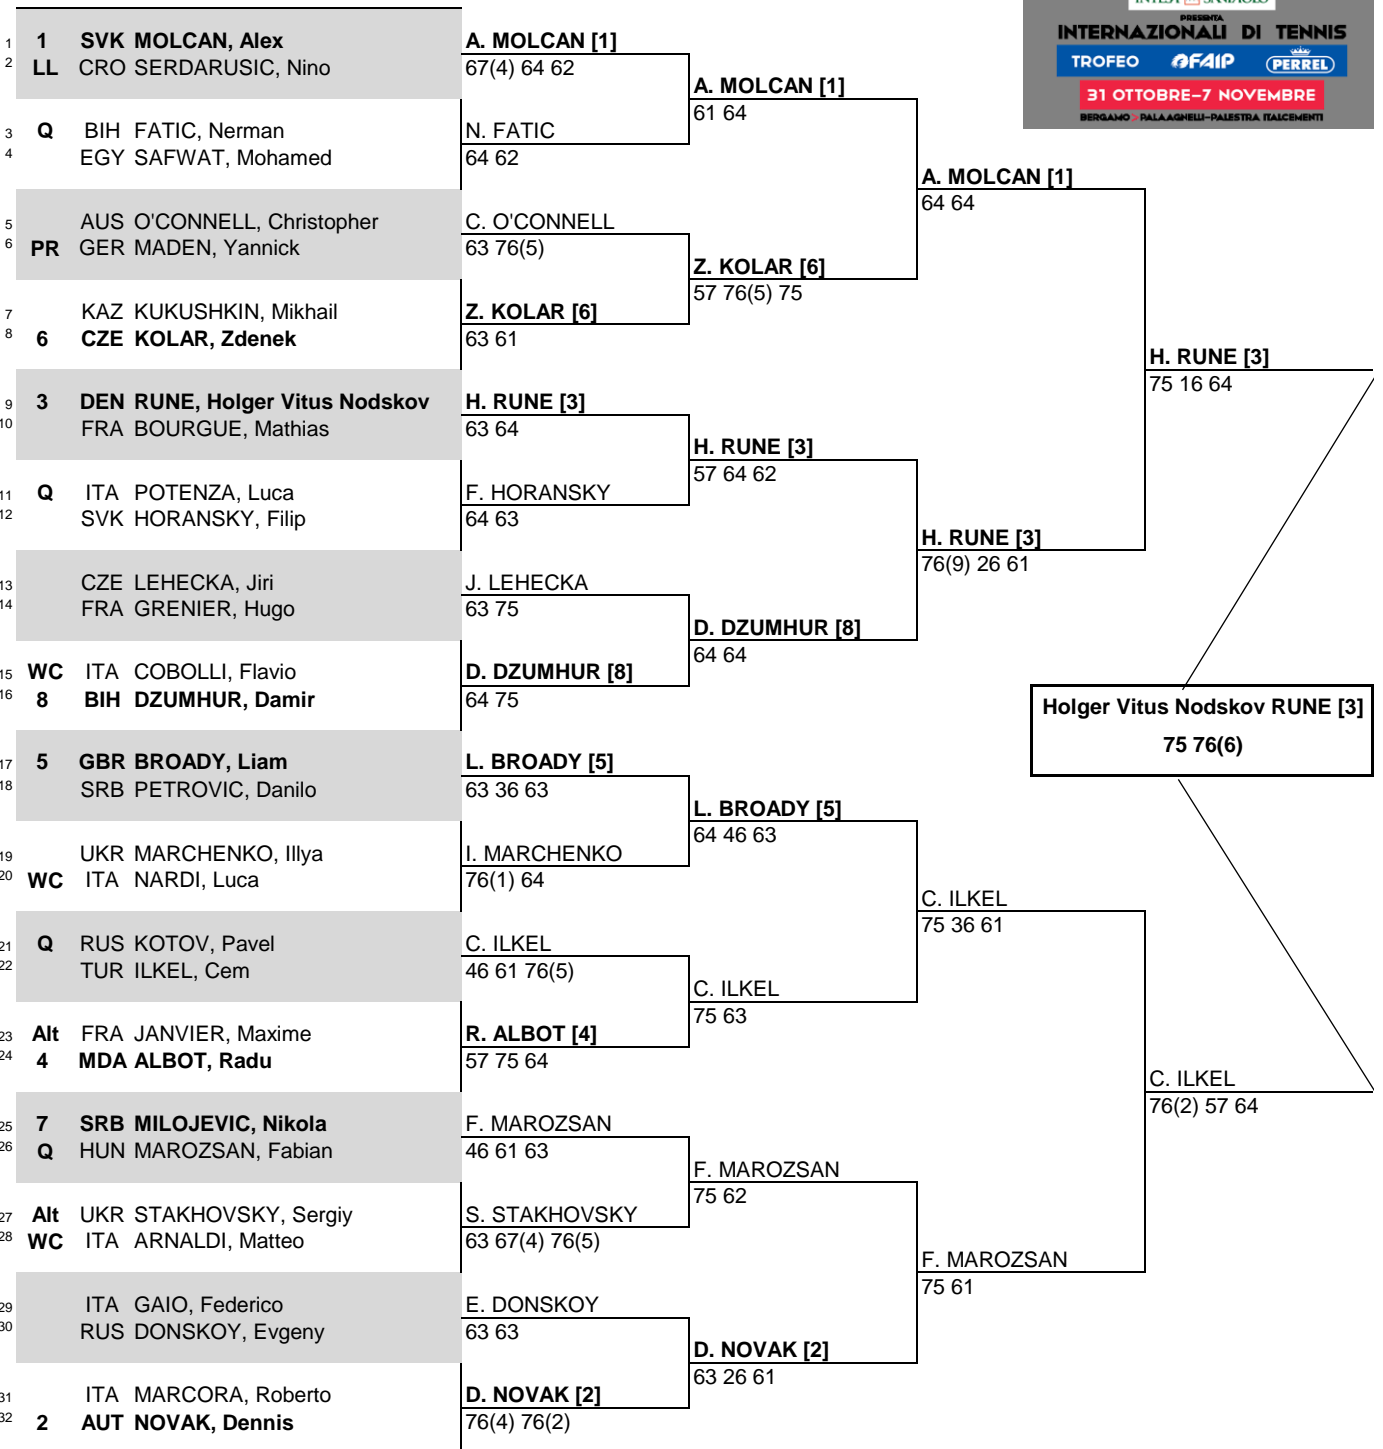 PRESENTA
INTERNAZIONALI DI TENNIS
TROFEO FAIP PERREL
31 OTTOBRE-7 NOVEMBRE
BERGAMO > PALAAGNELLI-PALESTRA ITALCEMENTI
1 1 SVK MOLCAN, Alex
2 LL CRO SERDARUSIC, Nino
3 Q BIH FATIC, Nerman
4 EGY SAFWAT, Mohamed
5 AUS O'CONNELL, Christopher
6 PR GER MADEN, Yannick
7 KAZ KUKUSHKIN, Mikhail
8 6 CZE KOLAR, Zdenek
9 3 DEN RUNE, Holger Vitus Nodskov
10 FRA BOURGUE, Mathias
11 Q ITA POTENZA, Luca
12 SVK HORANSKY, Filip
13 CZE LEHECKA, Jiri
14 FRA GRENIER, Hugo
15 WC ITA COBOLLI, Flavio
16 8 BIH DZUMHUR, Damir
17 5 GBR BROADY, Liam
18 SRB PETROVIC, Danilo
19 UKR MARCHENKO, Illya
20 WC ITA NARDI, Luca
21 Q RUS KOTOV, Pavel
22 TUR ILKEL, Cem
23 Alt FRA JANVIER, Maxime
24 4 MDA ALBOT, Radu
25 7 SRB MILOJEVIC, Nikola
26 Q HUN MAROZSAN, Fabian
27 Alt UKR STAKHOVSKY, Sergiy
28 WC ITA ARNALDI, Matteo
29 ITA GAIO, Federico
30 RUS DONSKOY, Evgeny
31 ITA MARCORA, Roberto
32 2 AUT NOVAK, Dennis
A. MOLCAN [1]
67(4) 64 62
N. FATIC
64 62
C. O'CONNELL
63 76(5)
Z. KOLAR [6]
63 61
H. RUNE [3]
63 64
F. HORANSKY
64 63
J. LEHECKA
63 75
D. DZUMHUR [8]
64 75
L. BROADY [5]
63 36 63
I. MARCHENKO
76(1) 64
C. ILKEL
46 61 76(5)
R. ALBOT [4]
57 75 64
F. MAROZSAN
46 61 63
S. STAKHOVSKY
63 67(4) 76(5)
E. DONSKOY
63 63
D. NOVAK [2]
76(4) 76(2)
A. MOLCAN [1]
61 64
Z. KOLAR [6]
57 76(5) 75
H. RUNE [3]
57 64 62
D. DZUMHUR [8]
64 64
L. BROADY [5]
64 46 63
C. ILKEL
75 63
F. MAROZSAN
75 62
D. NOVAK [2]
63 26 61
A. MOLCAN [1]
64 64
H. RUNE [3]
76(9) 26 61
C. ILKEL
75 36 61
F. MAROZSAN
75 61
H. RUNE [3]
75 16 64
C. ILKEL
76(2) 57 64
Holger Vitus Nodskov RUNE [3]
75 76(6)